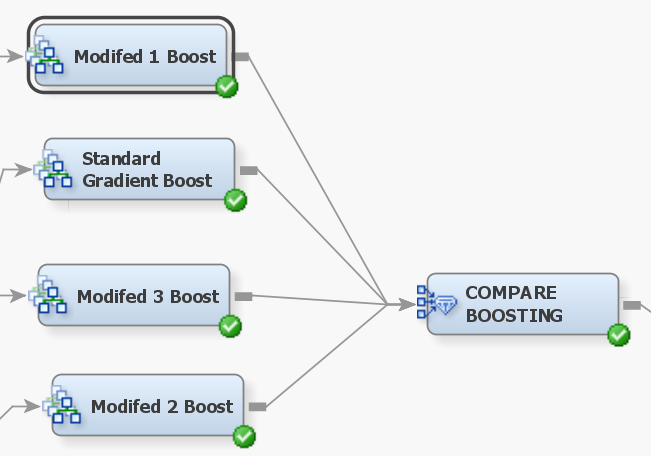 Modifed 1 Boost
Standard
Gradient Boost
Modifed 3 Boost
Modifed 2 Boost
COMPARE
BOOSTING